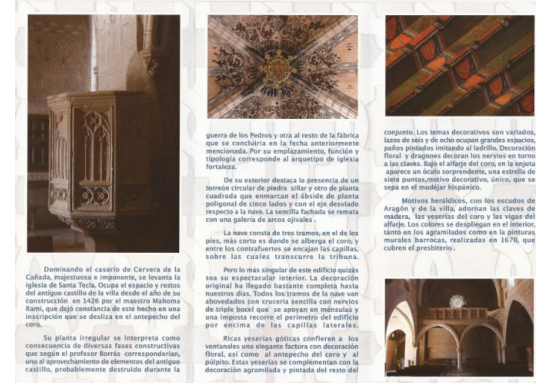 Dominando el caserío de Cervera de la
Cañada, majestuosa e imponente, se levanta la
iglesia de Santa Tecla. Ocupa el espacio y restos
del antiguo castillo de la villa desde el año de su
construcción en 1426 por el maestro Mahoma
Rami, que dejó constancia de este hecho en una
inscripción que se desliza en el antepecho del
coro.
Su planta irregular se interpreta como
consecuencia de diversas fases constructivas
que según el profesor Borrás corresponderían,
una al aprovechamiento de elementos del antiguo
castillo, probablemente destruido durante la
guerra de los Pedros y otra al resto de la fábrica
que se concluiría en la fecha anteriormente
mencionada. Por su emplazamiento, función y
tipología corresponde al arquetipo de iglesia
fortaleza.
De su exterior destaca la presencia de un
torreón circular de piedra sillar y otro de planta
cuadrada que enmarcan el ábside de planta
poligonal de cinco lados y con el eje desviado
respecto a la nave. La sencilla fachada se remata
con una galería de arcos ojivales .
La nave consta de tres tramos, en el de los
pies, más corto es donde se alberga el coro, y
entre los contrafuertes se encajan las capillas,
sobre las cuales transcurre la tribuna.
Pero lo más singular de este edificio quizás
sea su espectacular interior. La decoración
original ha llegado bastante completa hasta
nuestros días. Todos los tramos de la nave van
abovedados con crucería sencilla con nervios
de triple bocel que se apoyan en ménsulas y
una imposta recorre el perímetro del edificio
por encima de las capillas laterales.
Ricas yeserías góticas confieren a los
ventanales una elegante factura con decoración
floral, así como al antepecho del coro y al
púlpito. Estas yeserías se complementan con la
decoración agramilada y pintada del resto del
conjunto. Los temas decorativos son variados,
lazos de seis y de ocho ocupan grandes espacios,
paños pintados imitando al ladrillo. Decoración
floral y dragones decoran los nervios en torno
a las claves. Bajo el alfarje del coro, en la enjuta
aparece un óculo sorprendente, una estrella de
siete puntas,motivo decorativo, único, que se
sepa en el mudéjar hispánico.
Motivos heráldicos, con los escudos de
Aragón y de la villa, adornan las claves de
madera, las yeserías del coro y las vigas del
alfarje. Los colores se despliegan en el interior,
tanto en los agramilados como en la pinturas
murales barrocas, realizadas en 1670, que
cubren el presbiterio .